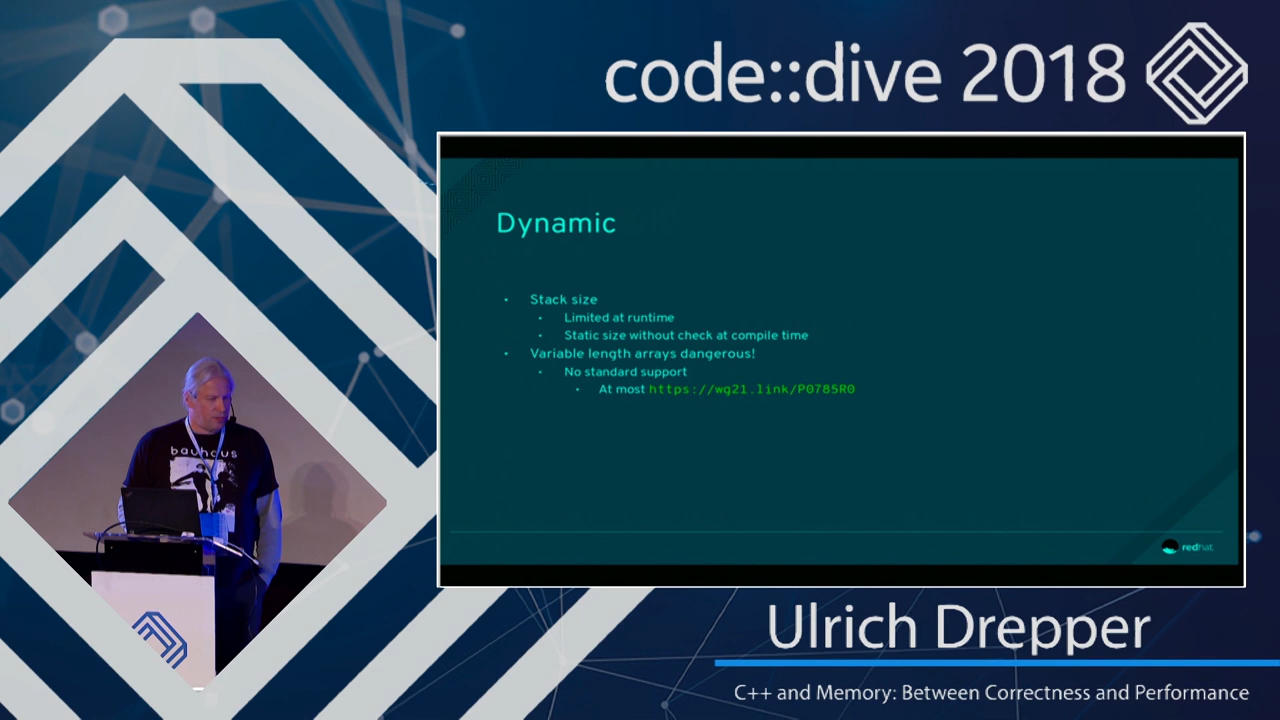 code::dive 2018
Dynamic
• Stack size
• Limited at runtime
• Static size without check at compile time
• Variable length arrays dangerous!
• No standard support
• At most https://wg21.link/P0785R0
redhat
bauhaus
Ulrich Drepper
C++ and Memory: Between Correctness and Performance